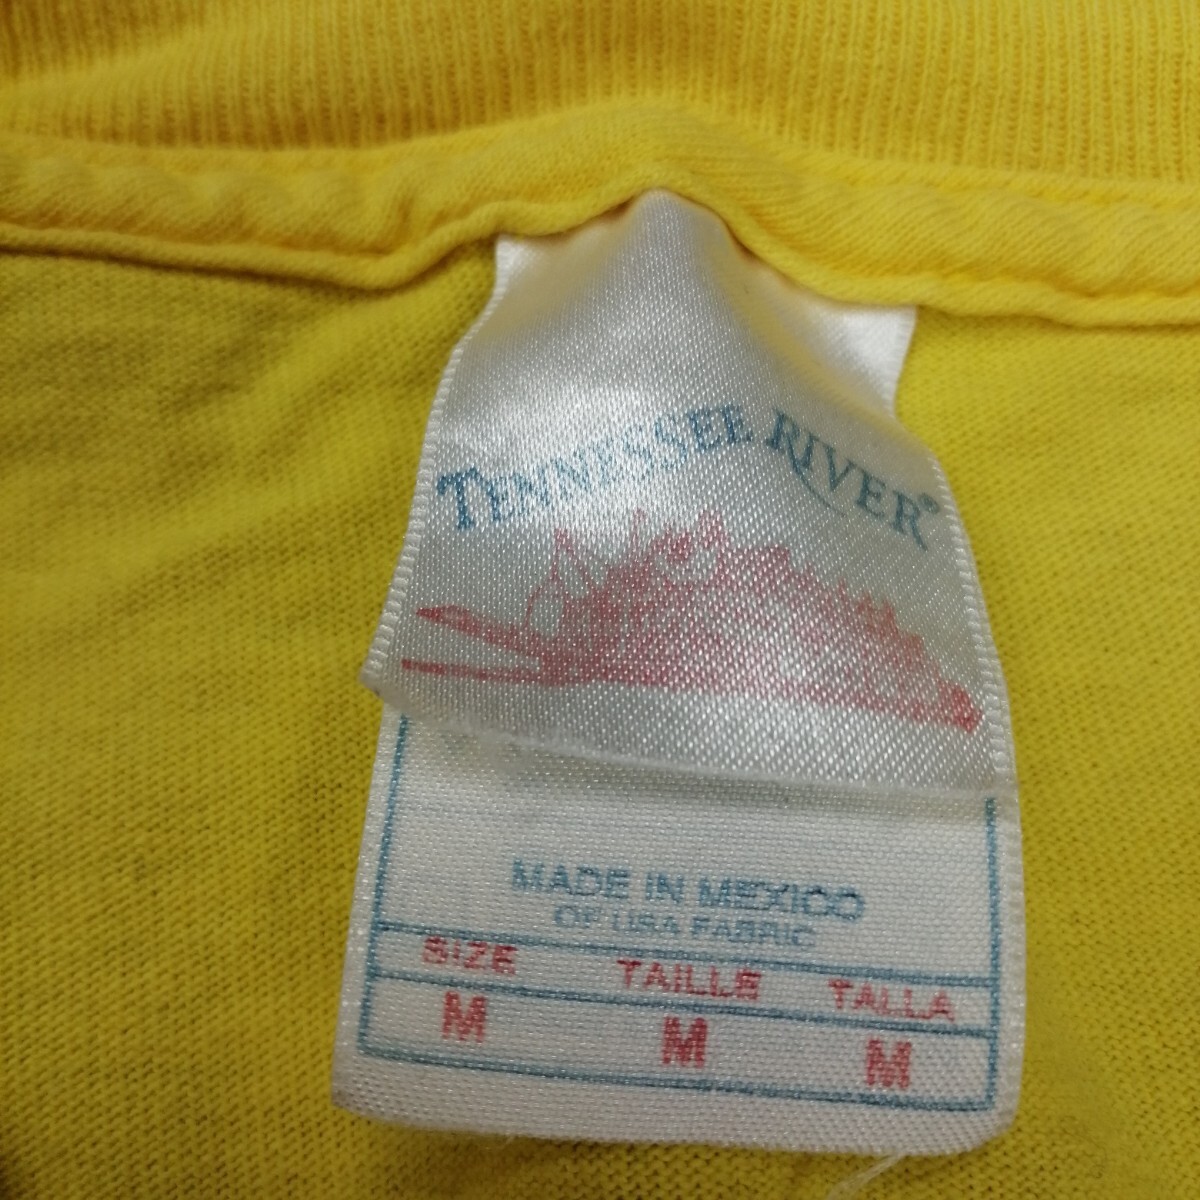 TENNESSEE RIVER®
MADE IN MEXICO
OF USA FABRIC
SIZE TAILLE TALLA
M M M